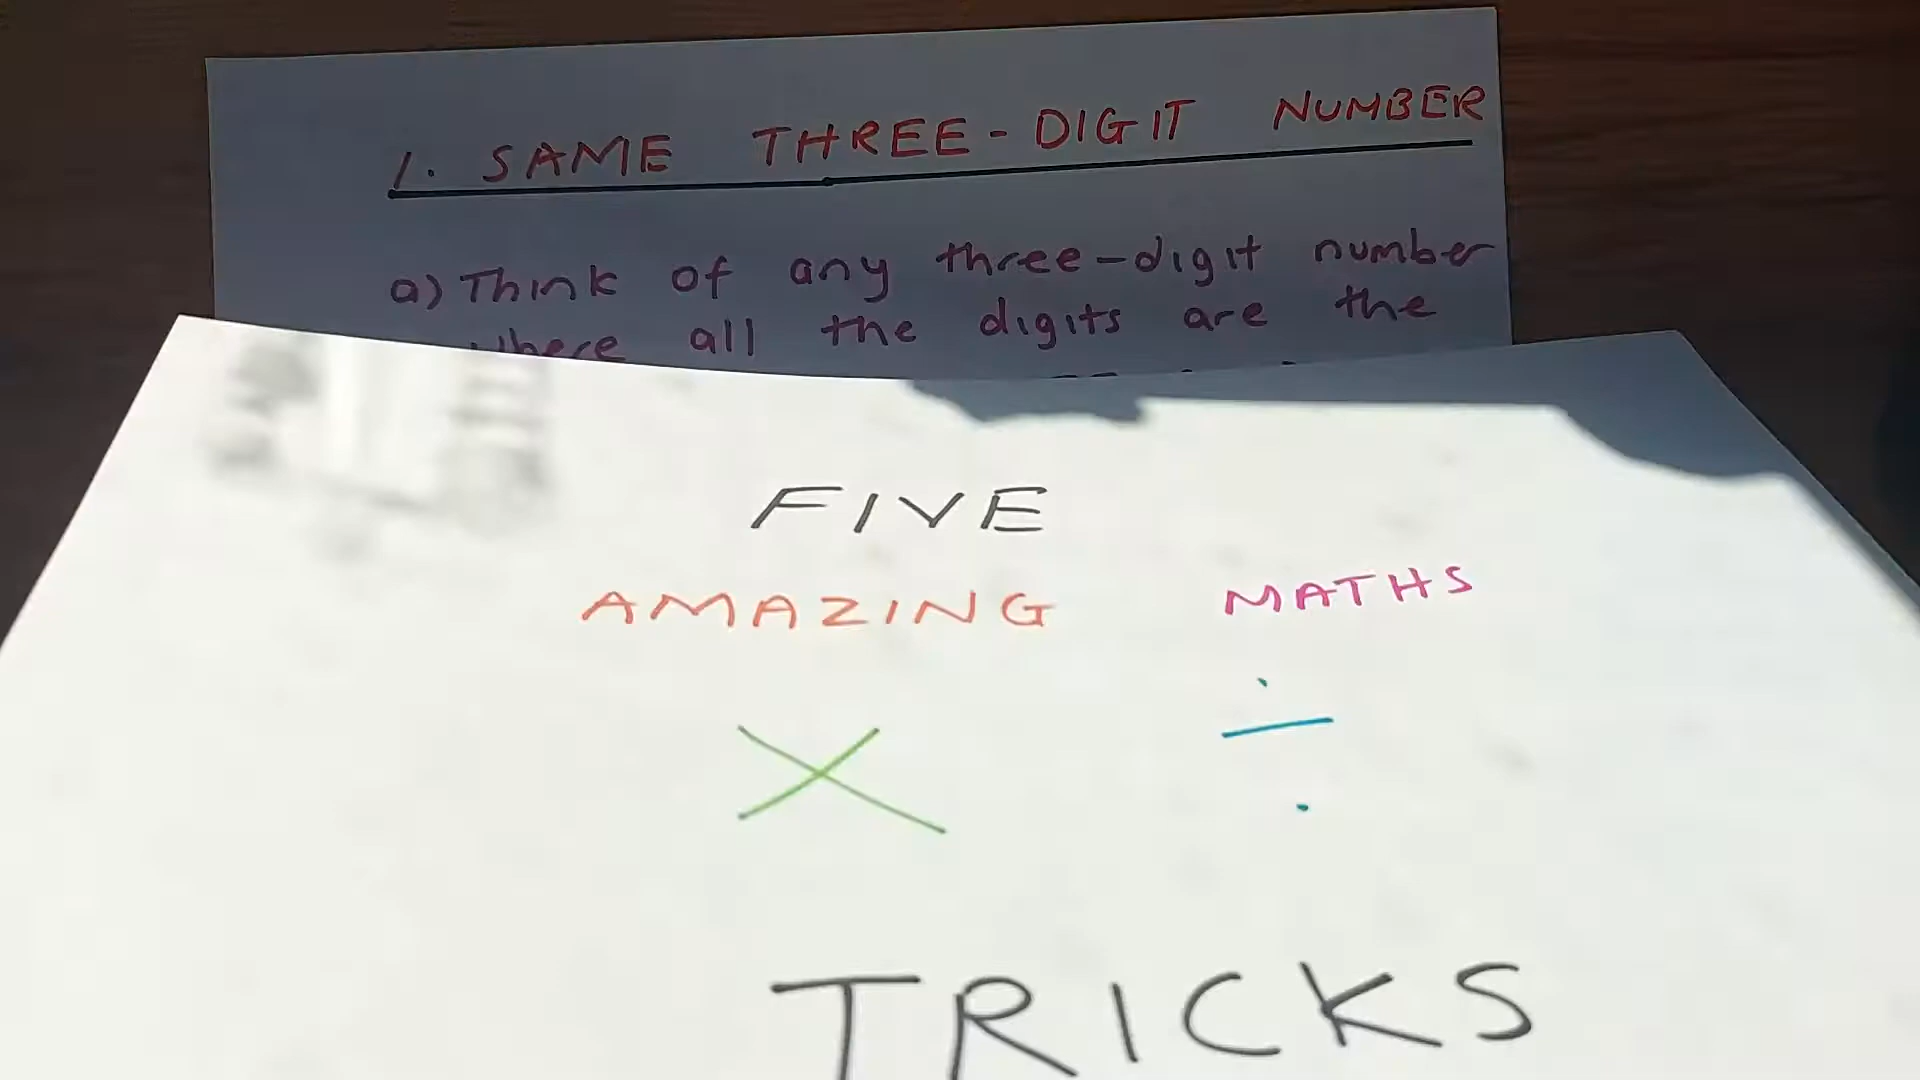 1. SAME THREE-DIGIT NUMBER
a) Think of any three-digit number
where all the digits are the
FIVE
AMAZING MATHS
× ÷
TRICKS